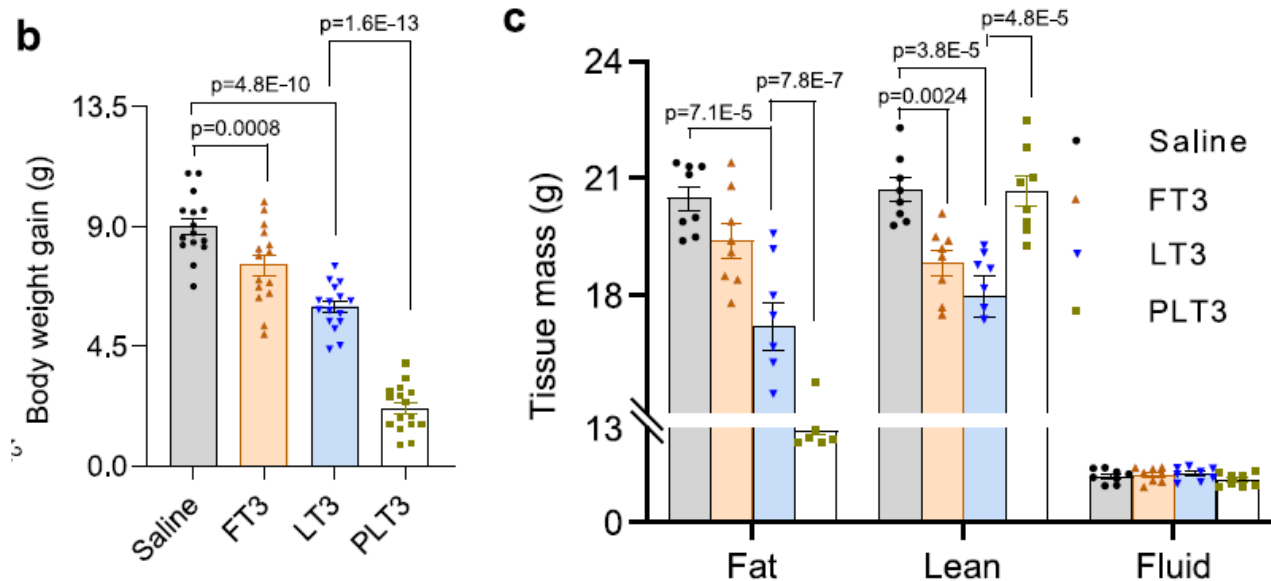 b
p=1.6E-13
p=4.8E-10
p=0.0008
13.5
9.0
4.5
0.0
Body weight gain (g)
Saline
FT3
LT3
PLT3
c
p=4.8E-5
p=3.8E-5
p=7.8E-7
p=7.1E-5
p=0.0024
24
21
18
13
0
Tissue mass (g)
Fat
Lean
Fluid
Saline
FT3
LT3
PLT3